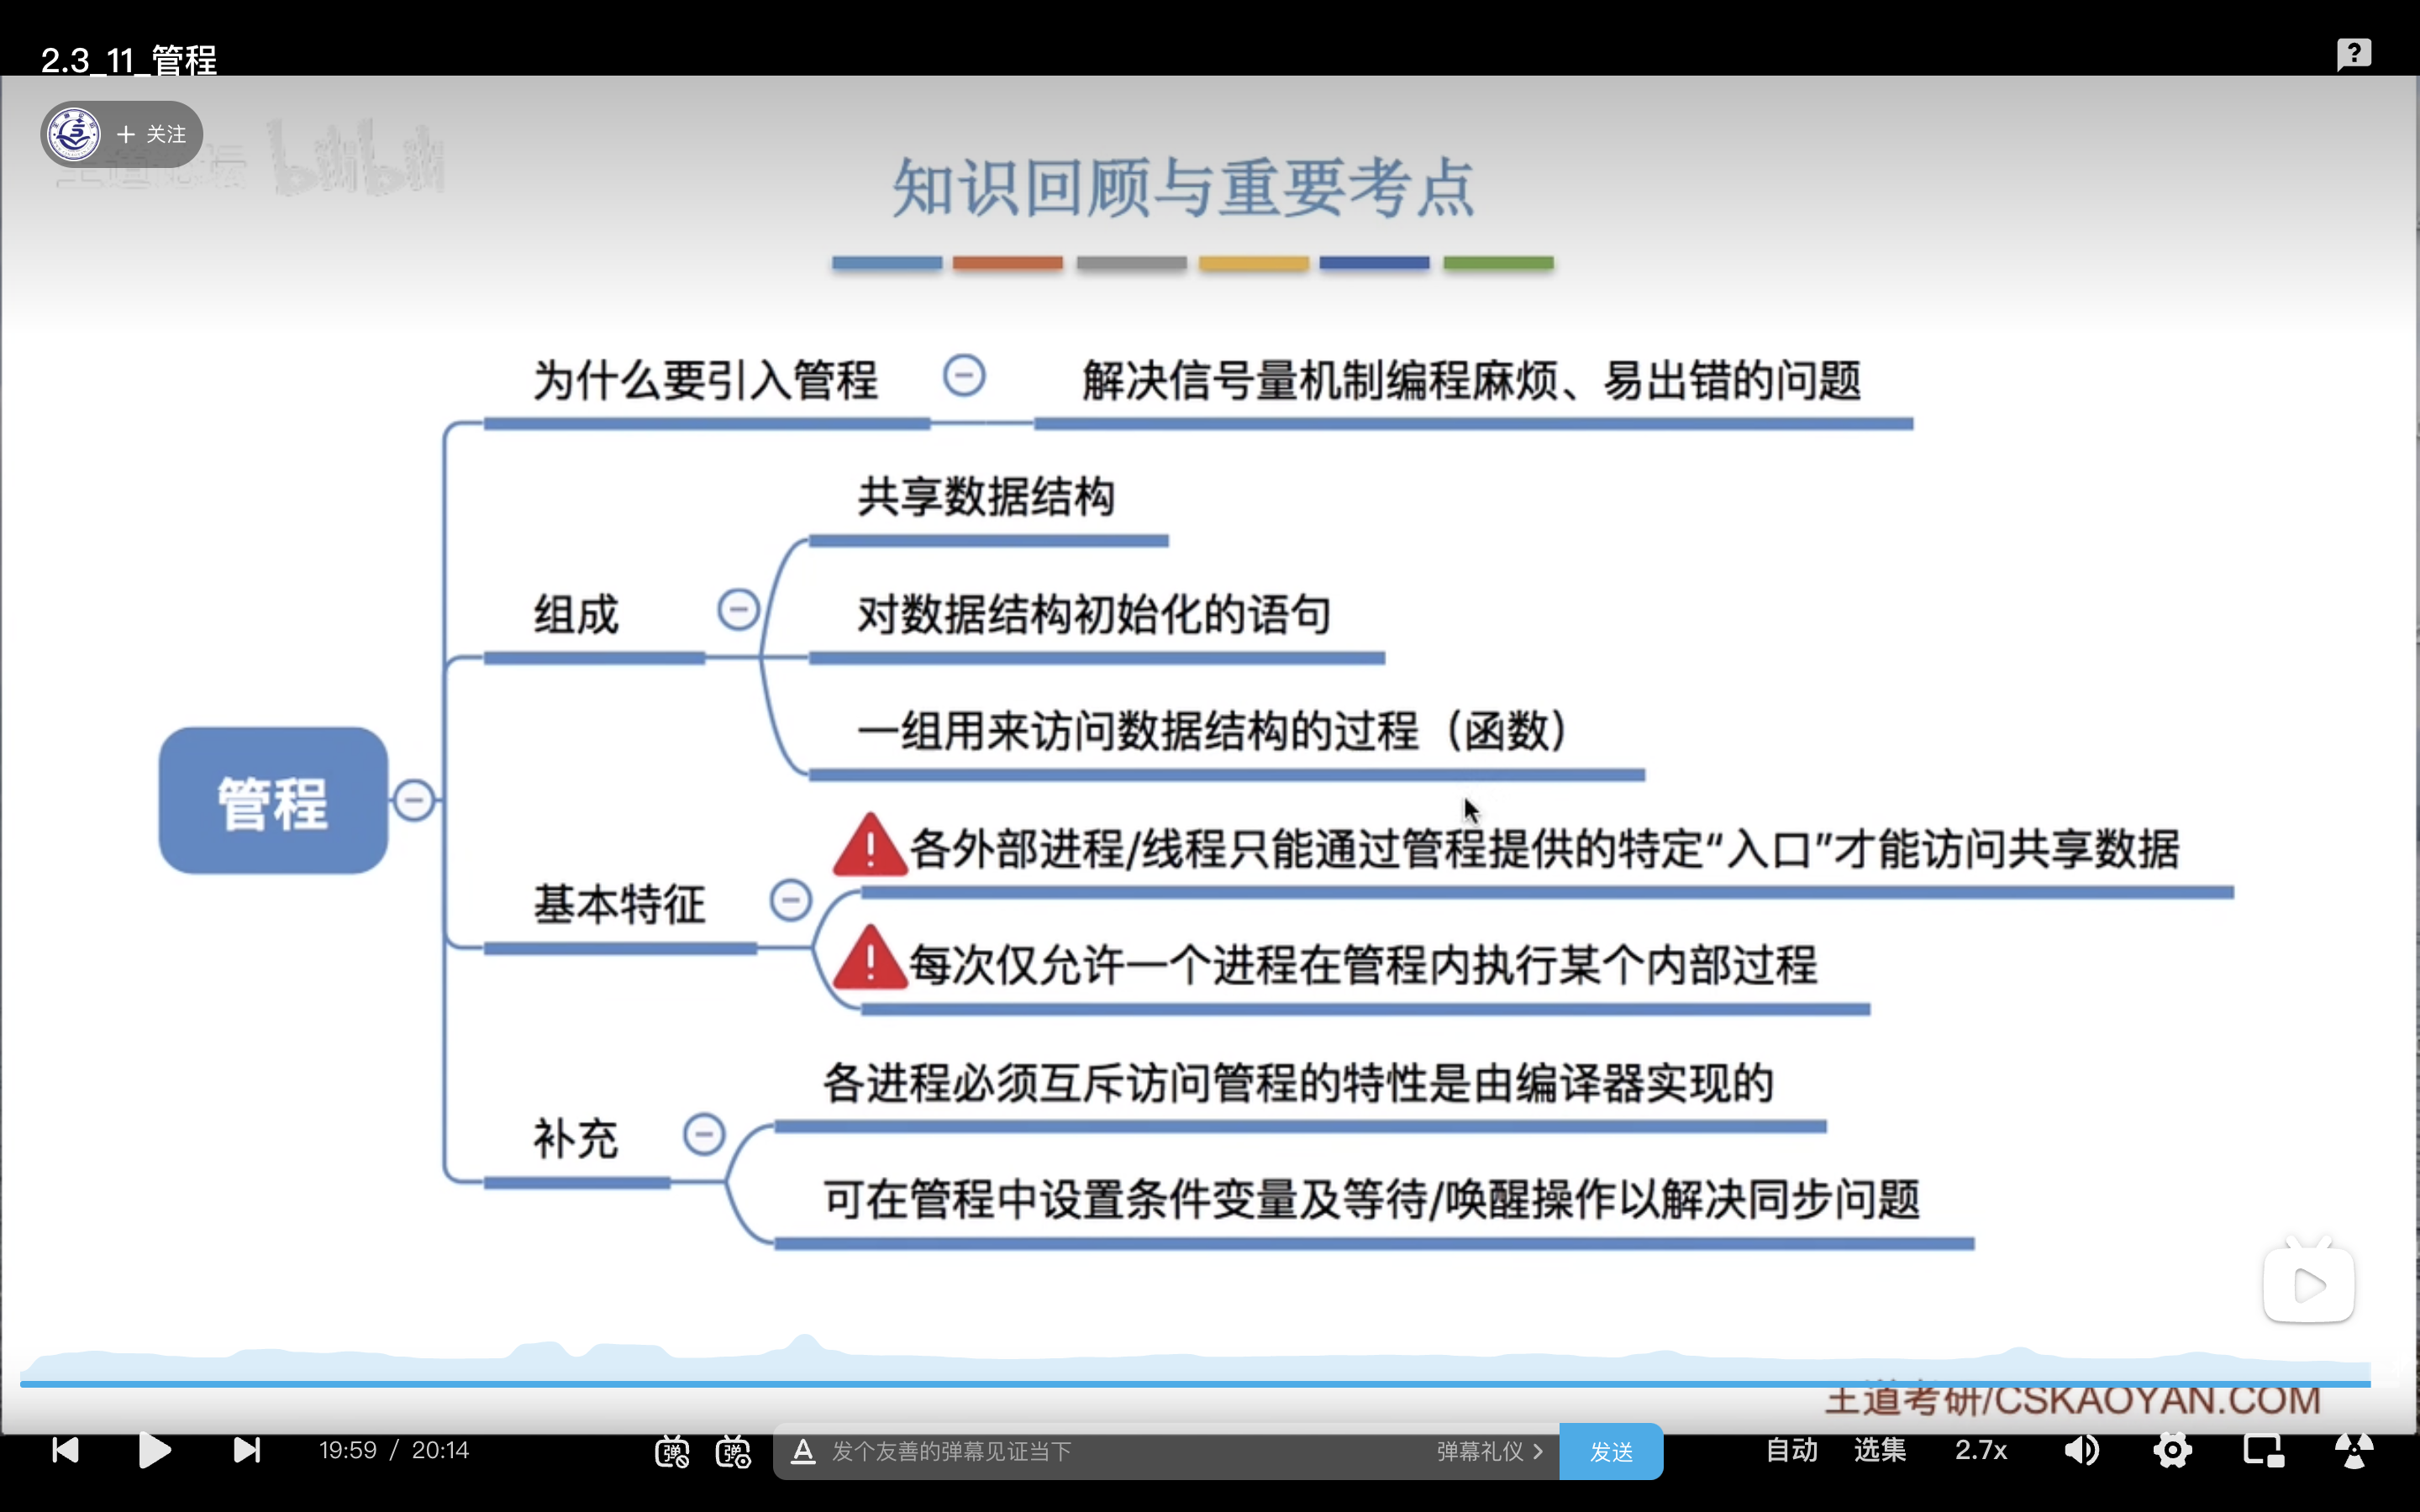 2.3_11_管程
+ 关注
bilibili
知识回顾与重要考点
为什么要引入管程
解决信号量机制编程麻烦、易出错的问题
共享数据结构
组成
对数据结构初始化的语句
一组用来访问数据结构的过程（函数）
管程
各外部进程/线程只能通过管程提供的特定“入口”才能访问共享数据
基本特征
每次仅允许一个进程在管程内执行某个内部过程
各进程必须互斥访问管程的特性是由编译器实现的
补充
可在管程中设置条件变量及等待/唤醒操作以解决同步问题
王道考研/CSKAOYAN.COM
19:59 / 20:14
弹
弹
A
发个友善的弹幕见证当下
弹幕礼仪 >
发送
自动
选集
2.7x